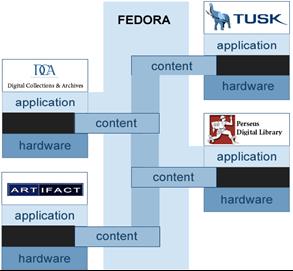 FEDORA
TUSK
application
content
hardware
DCA
Digital Collections & Archives
application
content
hardware
Perseus
Digital Library
application
content
hardware
ARTIFACT
application
content
hardware